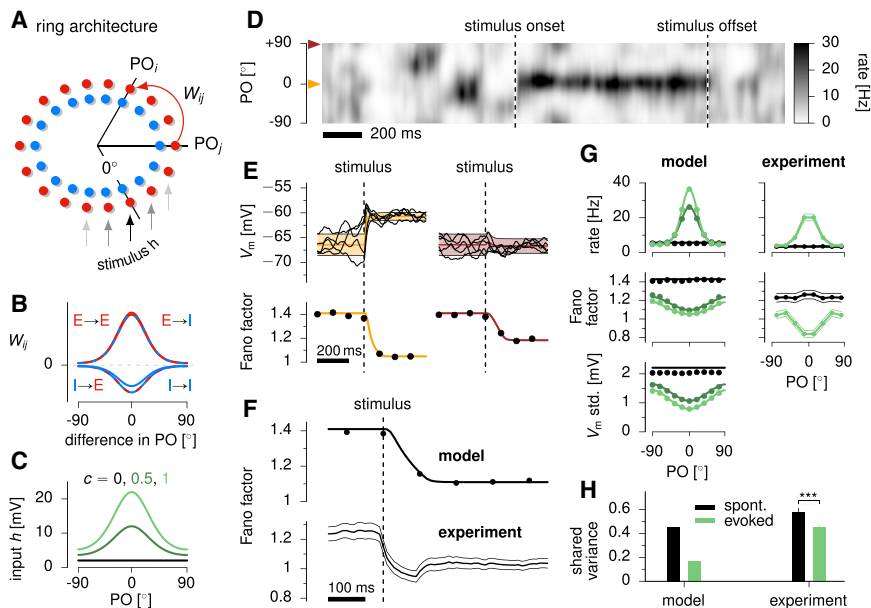 A
ring architecture
PO_i
W_ij
PO_j
0°
stimulus h
B
E→E
E→I
W_ij
0
I→E
I→I
-90
0
90
difference in PO [°]
C
c = 0, 0.5, 1
20
10
0
input h [mV]
-90
0
90
PO [°]
D
stimulus onset
stimulus offset
+90
0
-90
PO [°]
200 ms
30
20
10
0
rate [Hz]
E
stimulus
stimulus
−55
−60
−65
−70
V_m [mV]
1.4
1.2
1
Fano factor
200 ms
F
stimulus
1.4
1.2
1
model
1.2
1
experiment
Fano factor
100 ms
G
model
experiment
40
20
0
rate [Hz]
1.4
1.2
1.0
Fano
factor
2
1
0
V_m std. [mV]
-90
0
90
PO [°]
-90
0
90
PO [°]
H
0.6
0.4
0.2
0
shared
variance
spont.
evoked
***
model
experiment